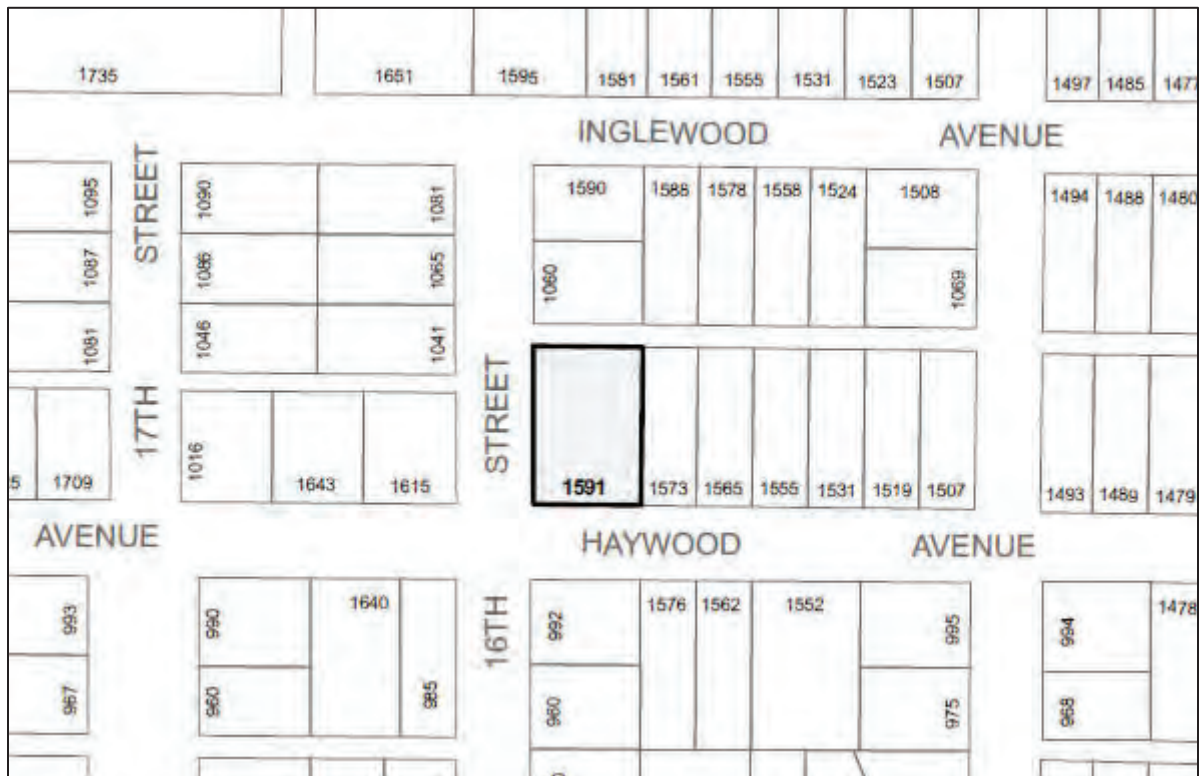 1735 1651 1595 1581 1561 1555 1531 1523 1507 1497 1485 1477
INGLEWOOD AVENUE
STREET
1095 1090 1081 1590 1588 1578 1558 1524 1508 1494 1488 1480
1087 1086 1065 1060 1069
1081 1046 1041
17TH
STREET
1016
1709 1643 1615 1591 1573 1565 1555 1531 1519 1507 1493 1489 1479
AVENUE HAYWOOD AVENUE
16TH
993 990 1640 992 1576 1562 1552 995 994 1478
967 960 985 960 975 968